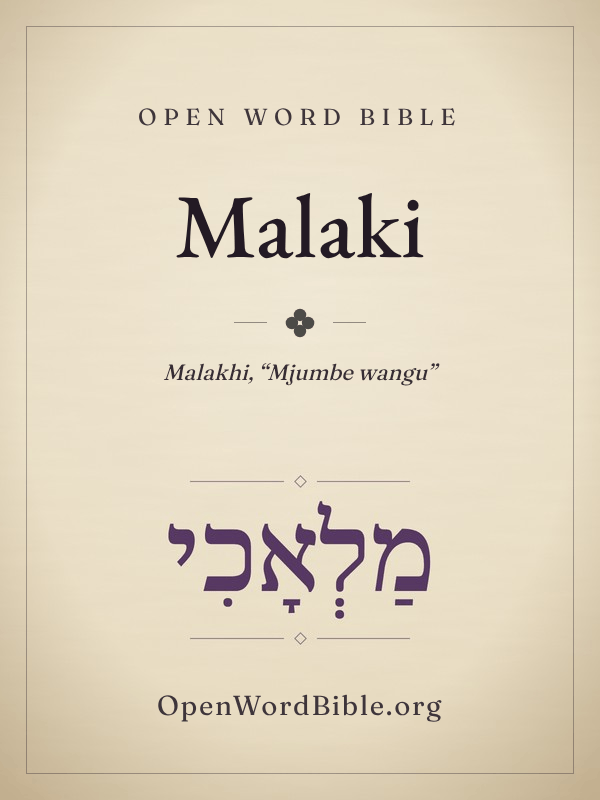 OPEN WORD BIBLE
Malaki
Malakhi, “Mjumbe wangu”
מַלְאָכִי
OpenWordBible.org